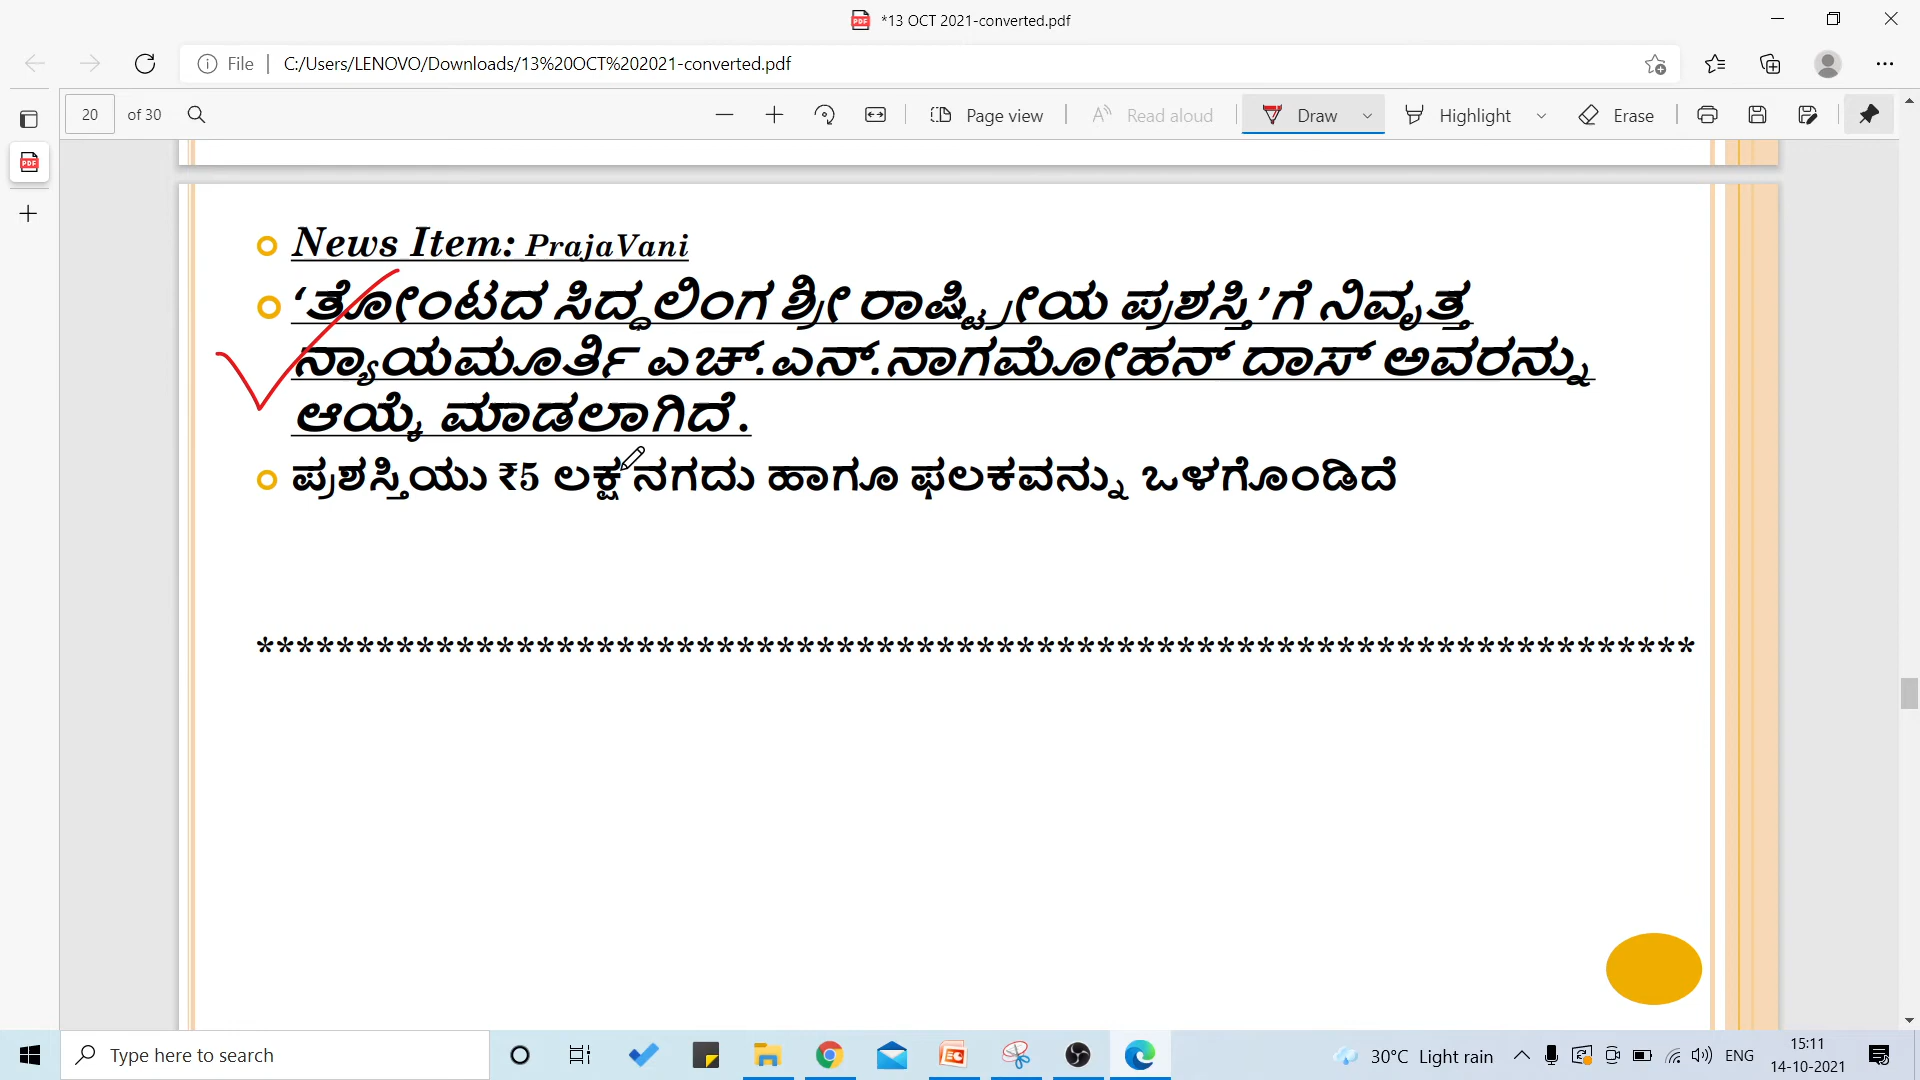 *13 OCT 2021-converted.pdf
File | C:/Users/LENOVO/Downloads/13%20OCT%202021-converted.pdf
20 of 30 Page view Read aloud Draw Highlight Erase
News Item: PrajaVani
‘ತೋಂಟದ ಸಿದ್ಧಲಿಂಗ ಶ್ರೀ ರಾಷ್ಟ್ರೀಯ ಪ್ರಶಸ್ತಿ’ಗೆ ನಿವೃತ್ತ
ನ್ಯಾಯಮೂರ್ತಿ ಎಚ್.ಎನ್.ನಾಗಮೋಹನ್ ದಾಸ್ ಅವರನ್ನು
ಆಯ್ಕೆ ಮಾಡಲಾಗಿದೆ.
ಪ್ರಶಸ್ತಿಯು ₹5 ಲಕ್ಷ ನಗದು ಹಾಗೂ ಫಲಕವನ್ನು ಒಳಗೊಂಡಿದೆ
************************************************************************
Type here to search 30°C Light rain ENG 15:11
14-10-2021